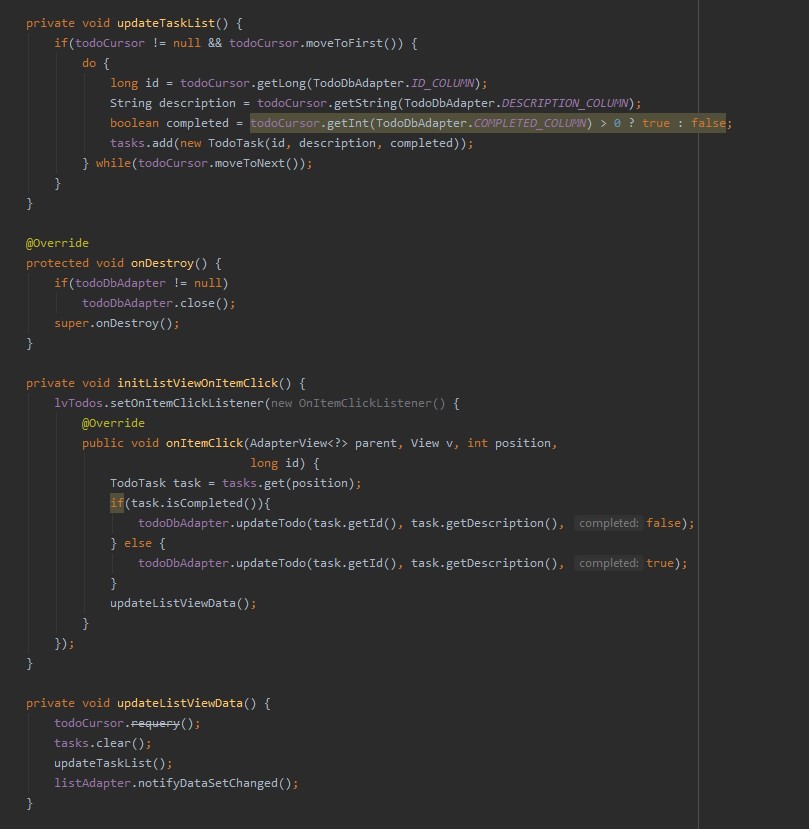 private void updateTaskList() {
if(todoCursor != null && todoCursor.moveToFirst()) {
do {
long id = todoCursor.getLong(TodoDbAdapter.ID_COLUMN);
String description = todoCursor.getString(TodoDbAdapter.DESCRIPTION_COLUMN);
boolean completed = todoCursor.getInt(TodoDbAdapter.COMPLETED_COLUMN) > 0 ? true : false;
tasks.add(new TodoTask(id, description, completed));
} while(todoCursor.moveToNext());
}
}
@Override
protected void onDestroy() {
if(todoDbAdapter != null)
todoDbAdapter.close();
super.onDestroy();
}
private void initListViewOnItemClick() {
lvTodos.setOnItemClickListener(new OnItemClickListener() {
@Override
public void onItemClick(AdapterView<?> parent, View v, int position,
long id) {
TodoTask task = tasks.get(position);
if(task.isCompleted()){
todoDbAdapter.updateTodo(task.getId(), task.getDescription(), completed: false);
} else {
todoDbAdapter.updateTodo(task.getId(), task.getDescription(), completed: true);
}
updateListViewData();
}
});
}
private void updateListViewData() {
todoCursor.requery();
tasks.clear();
updateTaskList();
listAdapter.notifyDataSetChanged();
}